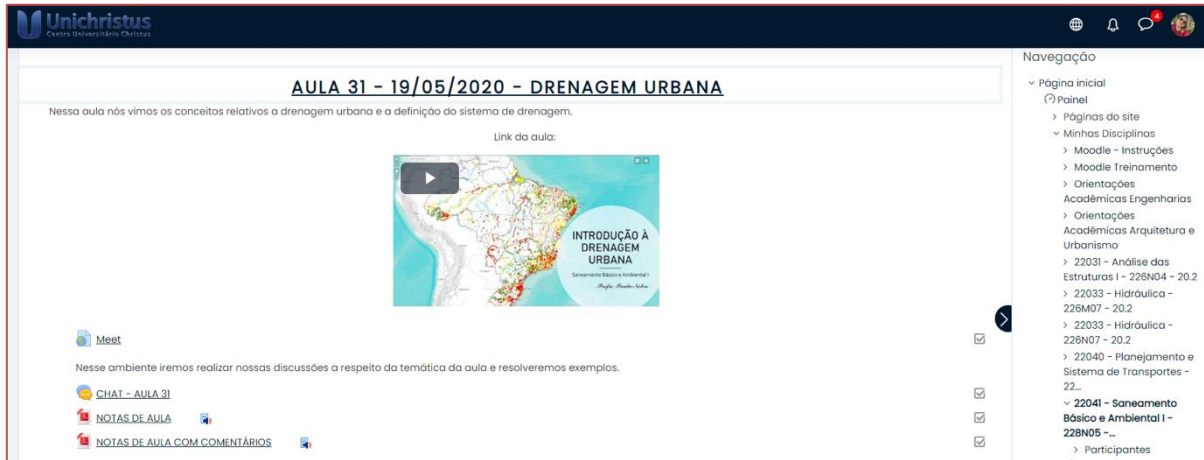 Unichristus
Centro Universitário Christus
4
AULA 31 - 19/05/2020 - DRENAGEM URBANA
Nessa aula nós vimos os conceitos relativos a drenagem urbana e a definição do sistema de drenagem.
Link da aula:
INTRODUÇÃO À
DRENAGEM
URBANA
Saneamento Básico e Ambiental I
Meet
Nesse ambiente iremos realizar nossas discussões a respeito da temática da aula e resolveremos exemplos.
CHAT - AULA 31
NOTAS DE AULA
NOTAS DE AULA COM COMENTÁRIOS
Navegação
Página inicial
Painel
Páginas do site
Minhas Disciplinas
Moodle - Instruções
Moodle Treinamento
Orientações
Acadêmicas Engenharias
Orientações
Acadêmicas Arquitetura e
Urbanismo
22031 - Análise das
Estruturas I - 226N04 - 20.2
22033 - Hidráulica -
226M07 - 20.2
22033 - Hidráulica -
226N07 - 20.2
22040 - Planejamento e
Sistema de Transportes -
22...
22041 - Saneamento
Básico e Ambiental I -
228N05 -...
Participantes